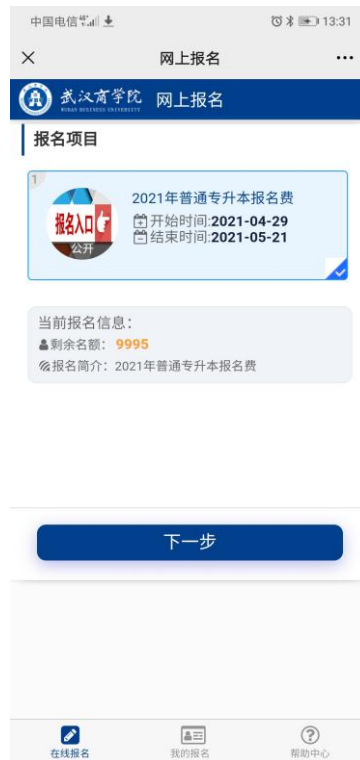 中国电信
13:31
网上报名
武汉商学院 网上报名
WUHAN BUSINESS UNIVERSITY
报名项目
1
2021年普通专升本报名费
报名入口
公开
开始时间:2021-04-29
结束时间:2021-05-21
当前报名信息:
剩余名额: 9995
报名简介: 2021年普通专升本报名费
下一步
在线报名
我的报名
帮助中心